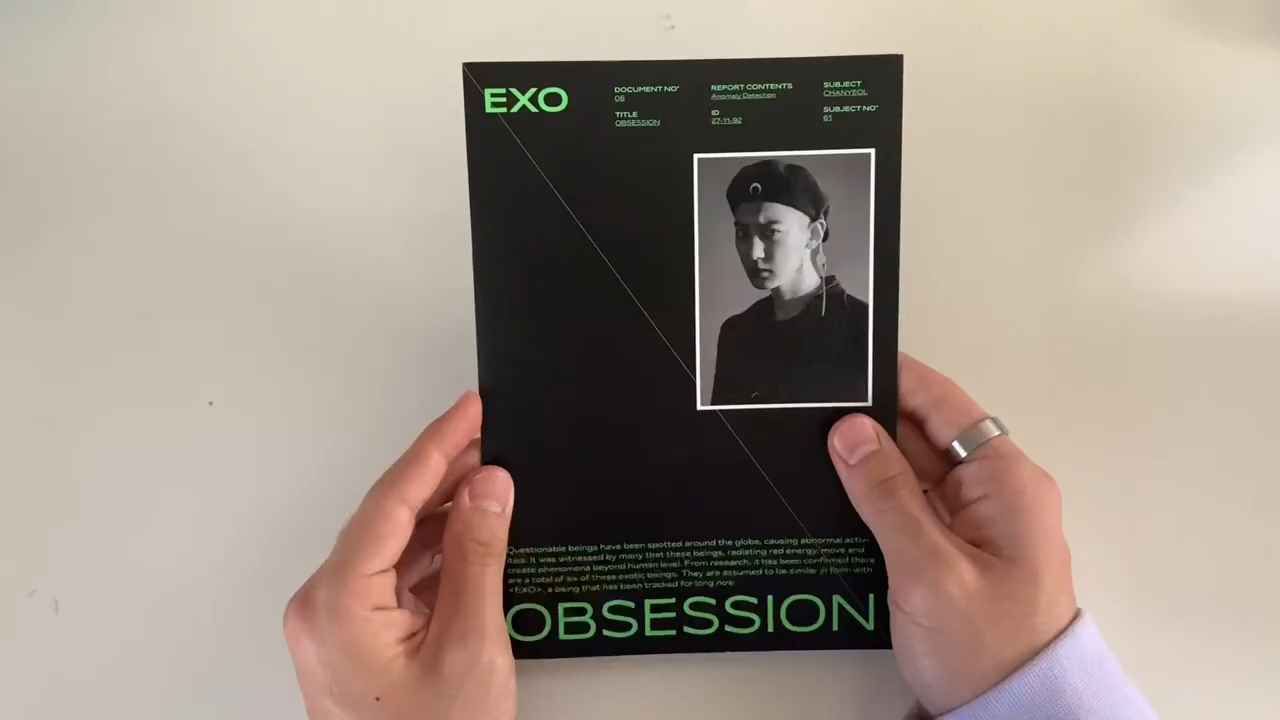 EXO
DOCUMENT NO°
06
TITLE
OBSESSION
REPORT CONTENTS
Anomaly Detection
ID
27-11-92
SUBJECT
CHANYEOL
SUBJECT NO°
61
Questionable beings have been spotted around the globe, causing abnormal activ-
ities. It was witnessed by many that these beings, radiating red energy, move and
create phenomena beyond human level. From research, it has been confirmed there
are a total of six of these exotic beings. They are assumed to be similar in form with
<EXO>, a being that has been tracked for long now
OBSESSION